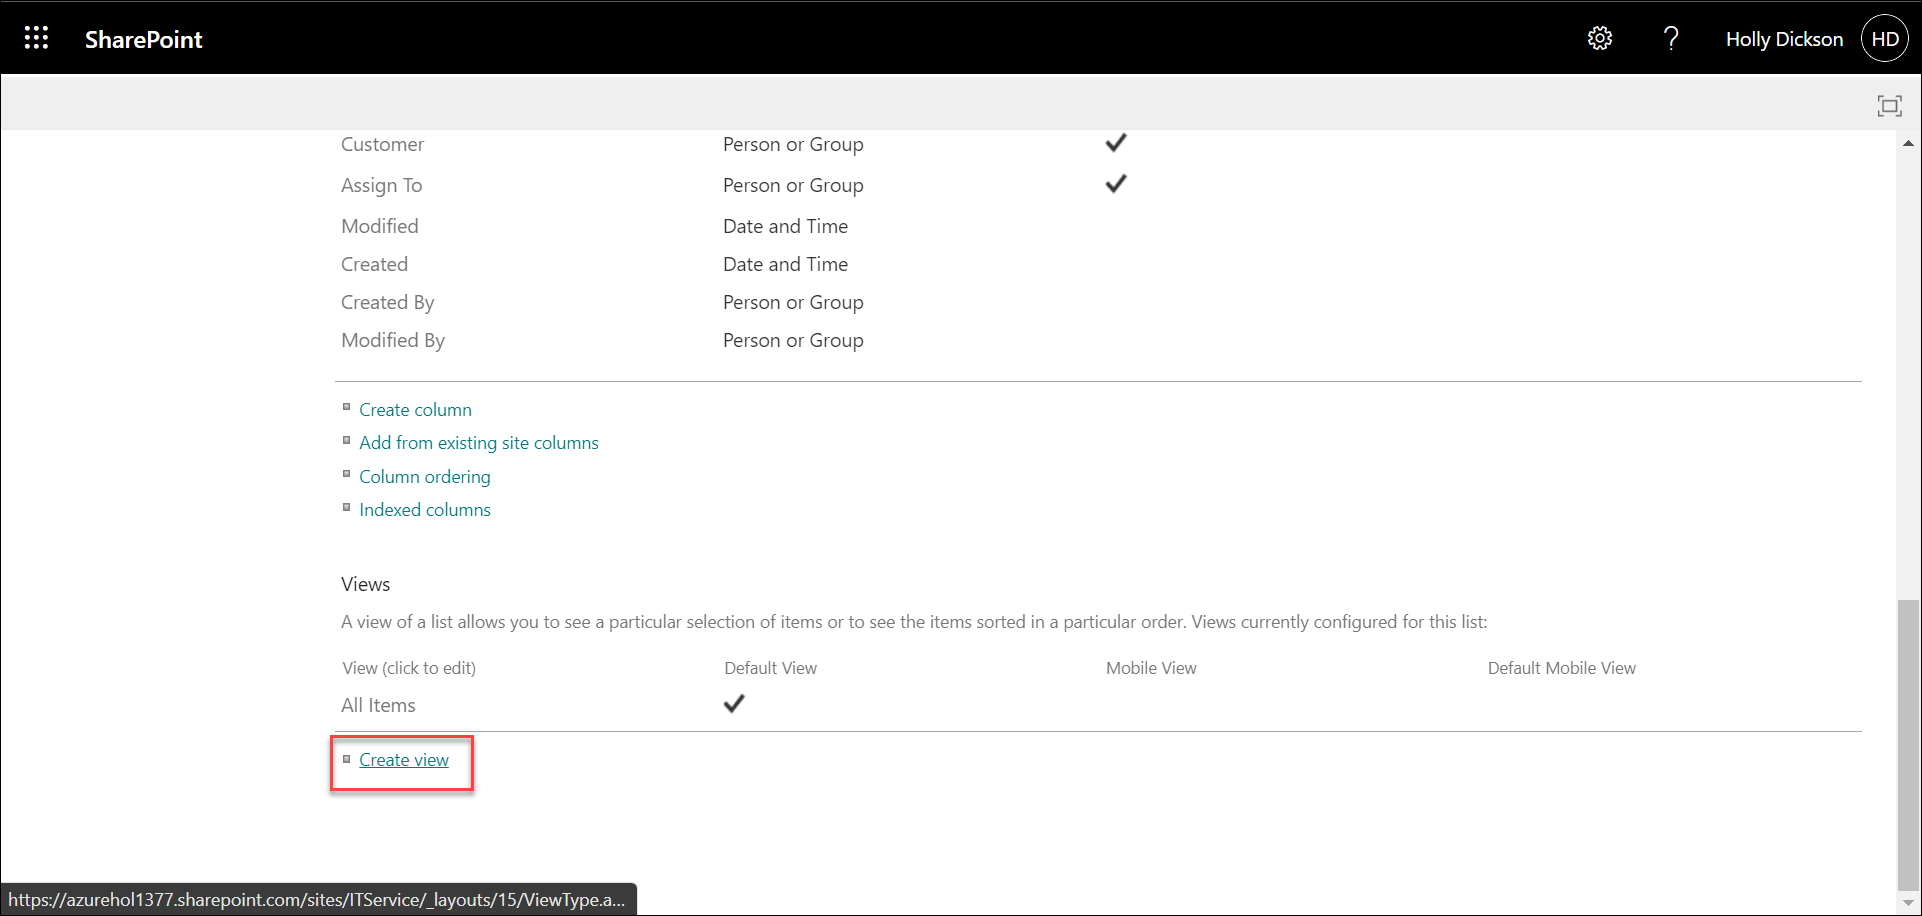 SharePoint
? Holly Dickson HD
Customer Person or Group
Assign To Person or Group
Modified Date and Time
Created Date and Time
Created By Person or Group
Modified By Person or Group
Create column
Add from existing site columns
Column ordering
Indexed columns
Views
A view of a list allows you to see a particular selection of items or to see the items sorted in a particular order. Views currently configured for this list:
View (click to edit) Default View Mobile View Default Mobile View
All Items
Create view
https://azurehol1377.sharepoint.com/sites/ITService/_layouts/15/ViewType.a...